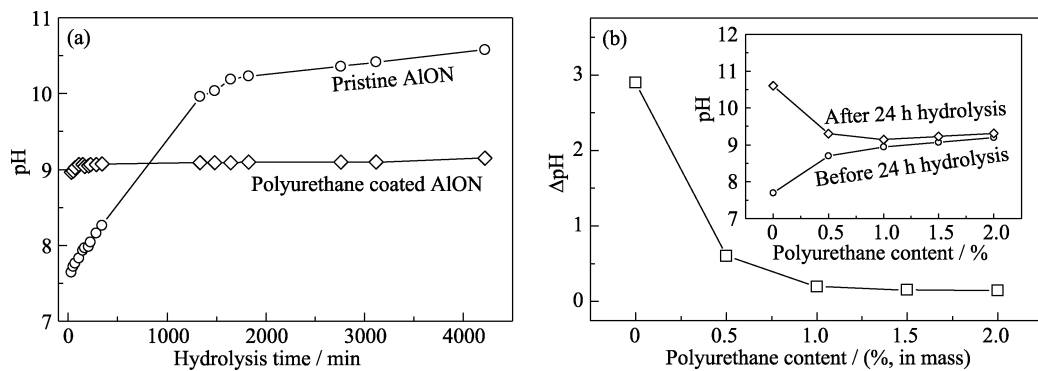 (a)
11
10
9
8
7
pH
Pristine AlON
Polyurethane coated AlON
0 1000 2000 3000 4000
Hydrolysis time / min
(b)
3
2
1
0
ΔpH
0 0.5 1.0 1.5 2.0
Polyurethane content / (%, in mass)
12
11
10
9
8
7
pH
After 24 h hydrolysis
Before 24 h hydrolysis
0 0.5 1.0 1.5 2.0
Polyurethane content / %